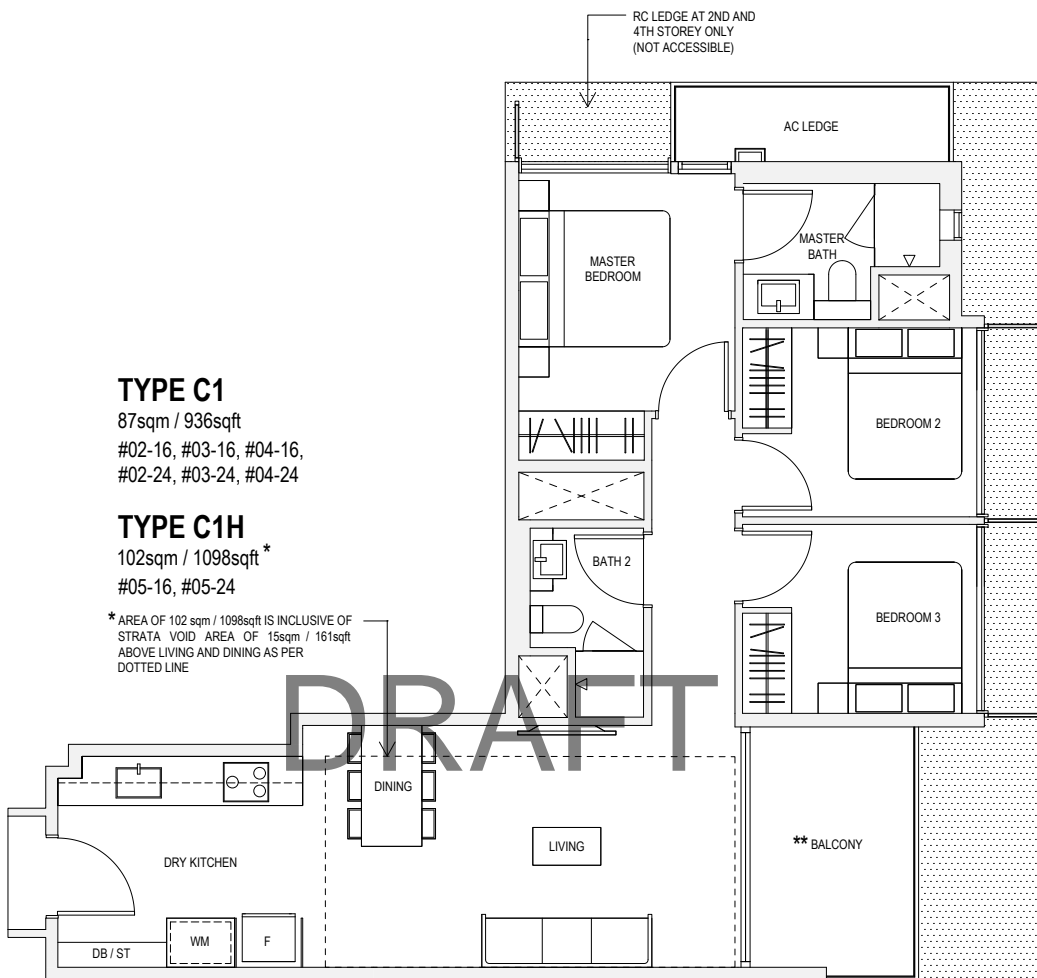 RC LEDGE AT 2ND AND
4TH STOREY ONLY
(NOT ACCESSIBLE)
AC LEDGE
MASTER
BEDROOM
MASTER
BATH
TYPE C1
87sqm / 936sqft
#02-16, #03-16, #04-16,
#02-24, #03-24, #04-24
BEDROOM 2
TYPE C1H
102sqm / 1098sqft *
#05-16, #05-24
* AREA OF 102 sqm / 1098sqft IS INCLUSIVE OF
STRATA VOID AREA OF 15sqm / 161sqft
ABOVE LIVING AND DINING AS PER
DOTTED LINE
BATH 2
BEDROOM 3
DRAFT
DINING
LIVING
** BALCONY
DRY KITCHEN
WM
F
DB / ST